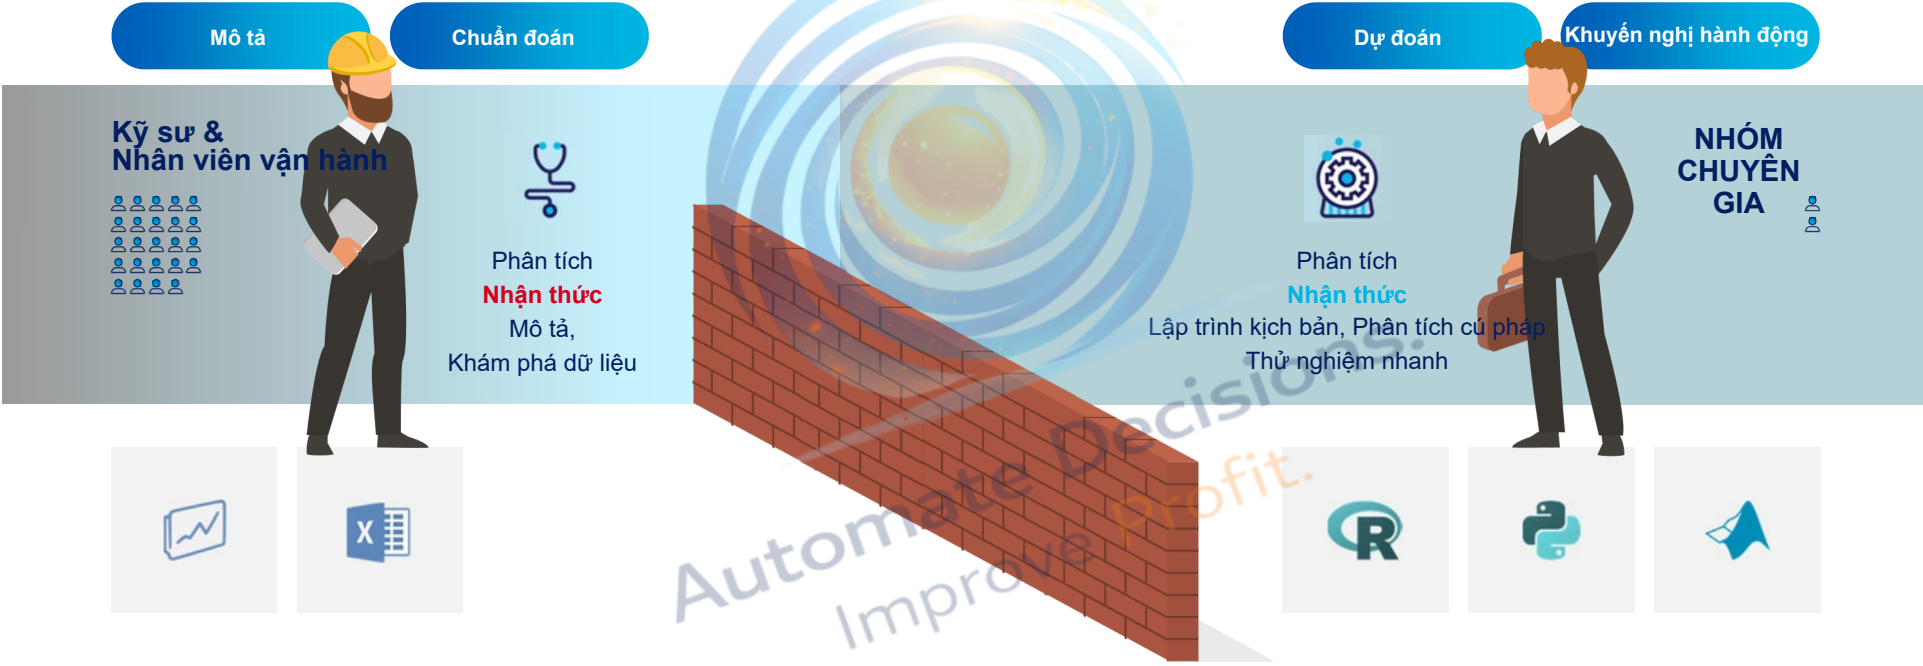 Mô tả
Chuẩn đoán
Dự đoán
Khuyến nghị hành động
Kỹ sư &
Nhân viên vận hành
Phân tích
Nhận thức
Mô tả,
Khám phá dữ liệu
Phân tích
Nhận thức
Lập trình kịch bản, Phân tích cú pháp
Thử nghiệm nhanh
NHÓM
CHUYÊN
GIA
Automate Decisions.
Improve Profit.
X
R